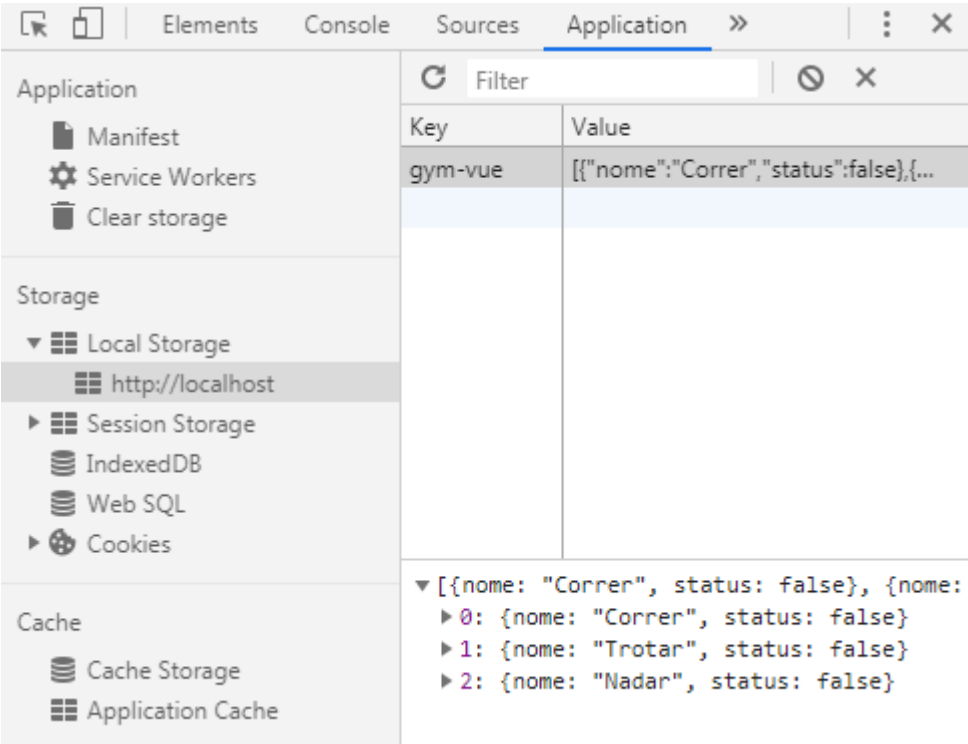 Elements Console Sources Application »
Application
Manifest
Service Workers
Clear storage
Storage
Local Storage
http://localhost
Session Storage
IndexedDB
Web SQL
Cookies
Cache
Cache Storage
Application Cache
Filter
Key Value
gym-vue [{"nome":"Correr","status":false},{...
[{nome: "Correr", status: false}, {nome:
0: {nome: "Correr", status: false}
1: {nome: "Trotar", status: false}
2: {nome: "Nadar", status: false}